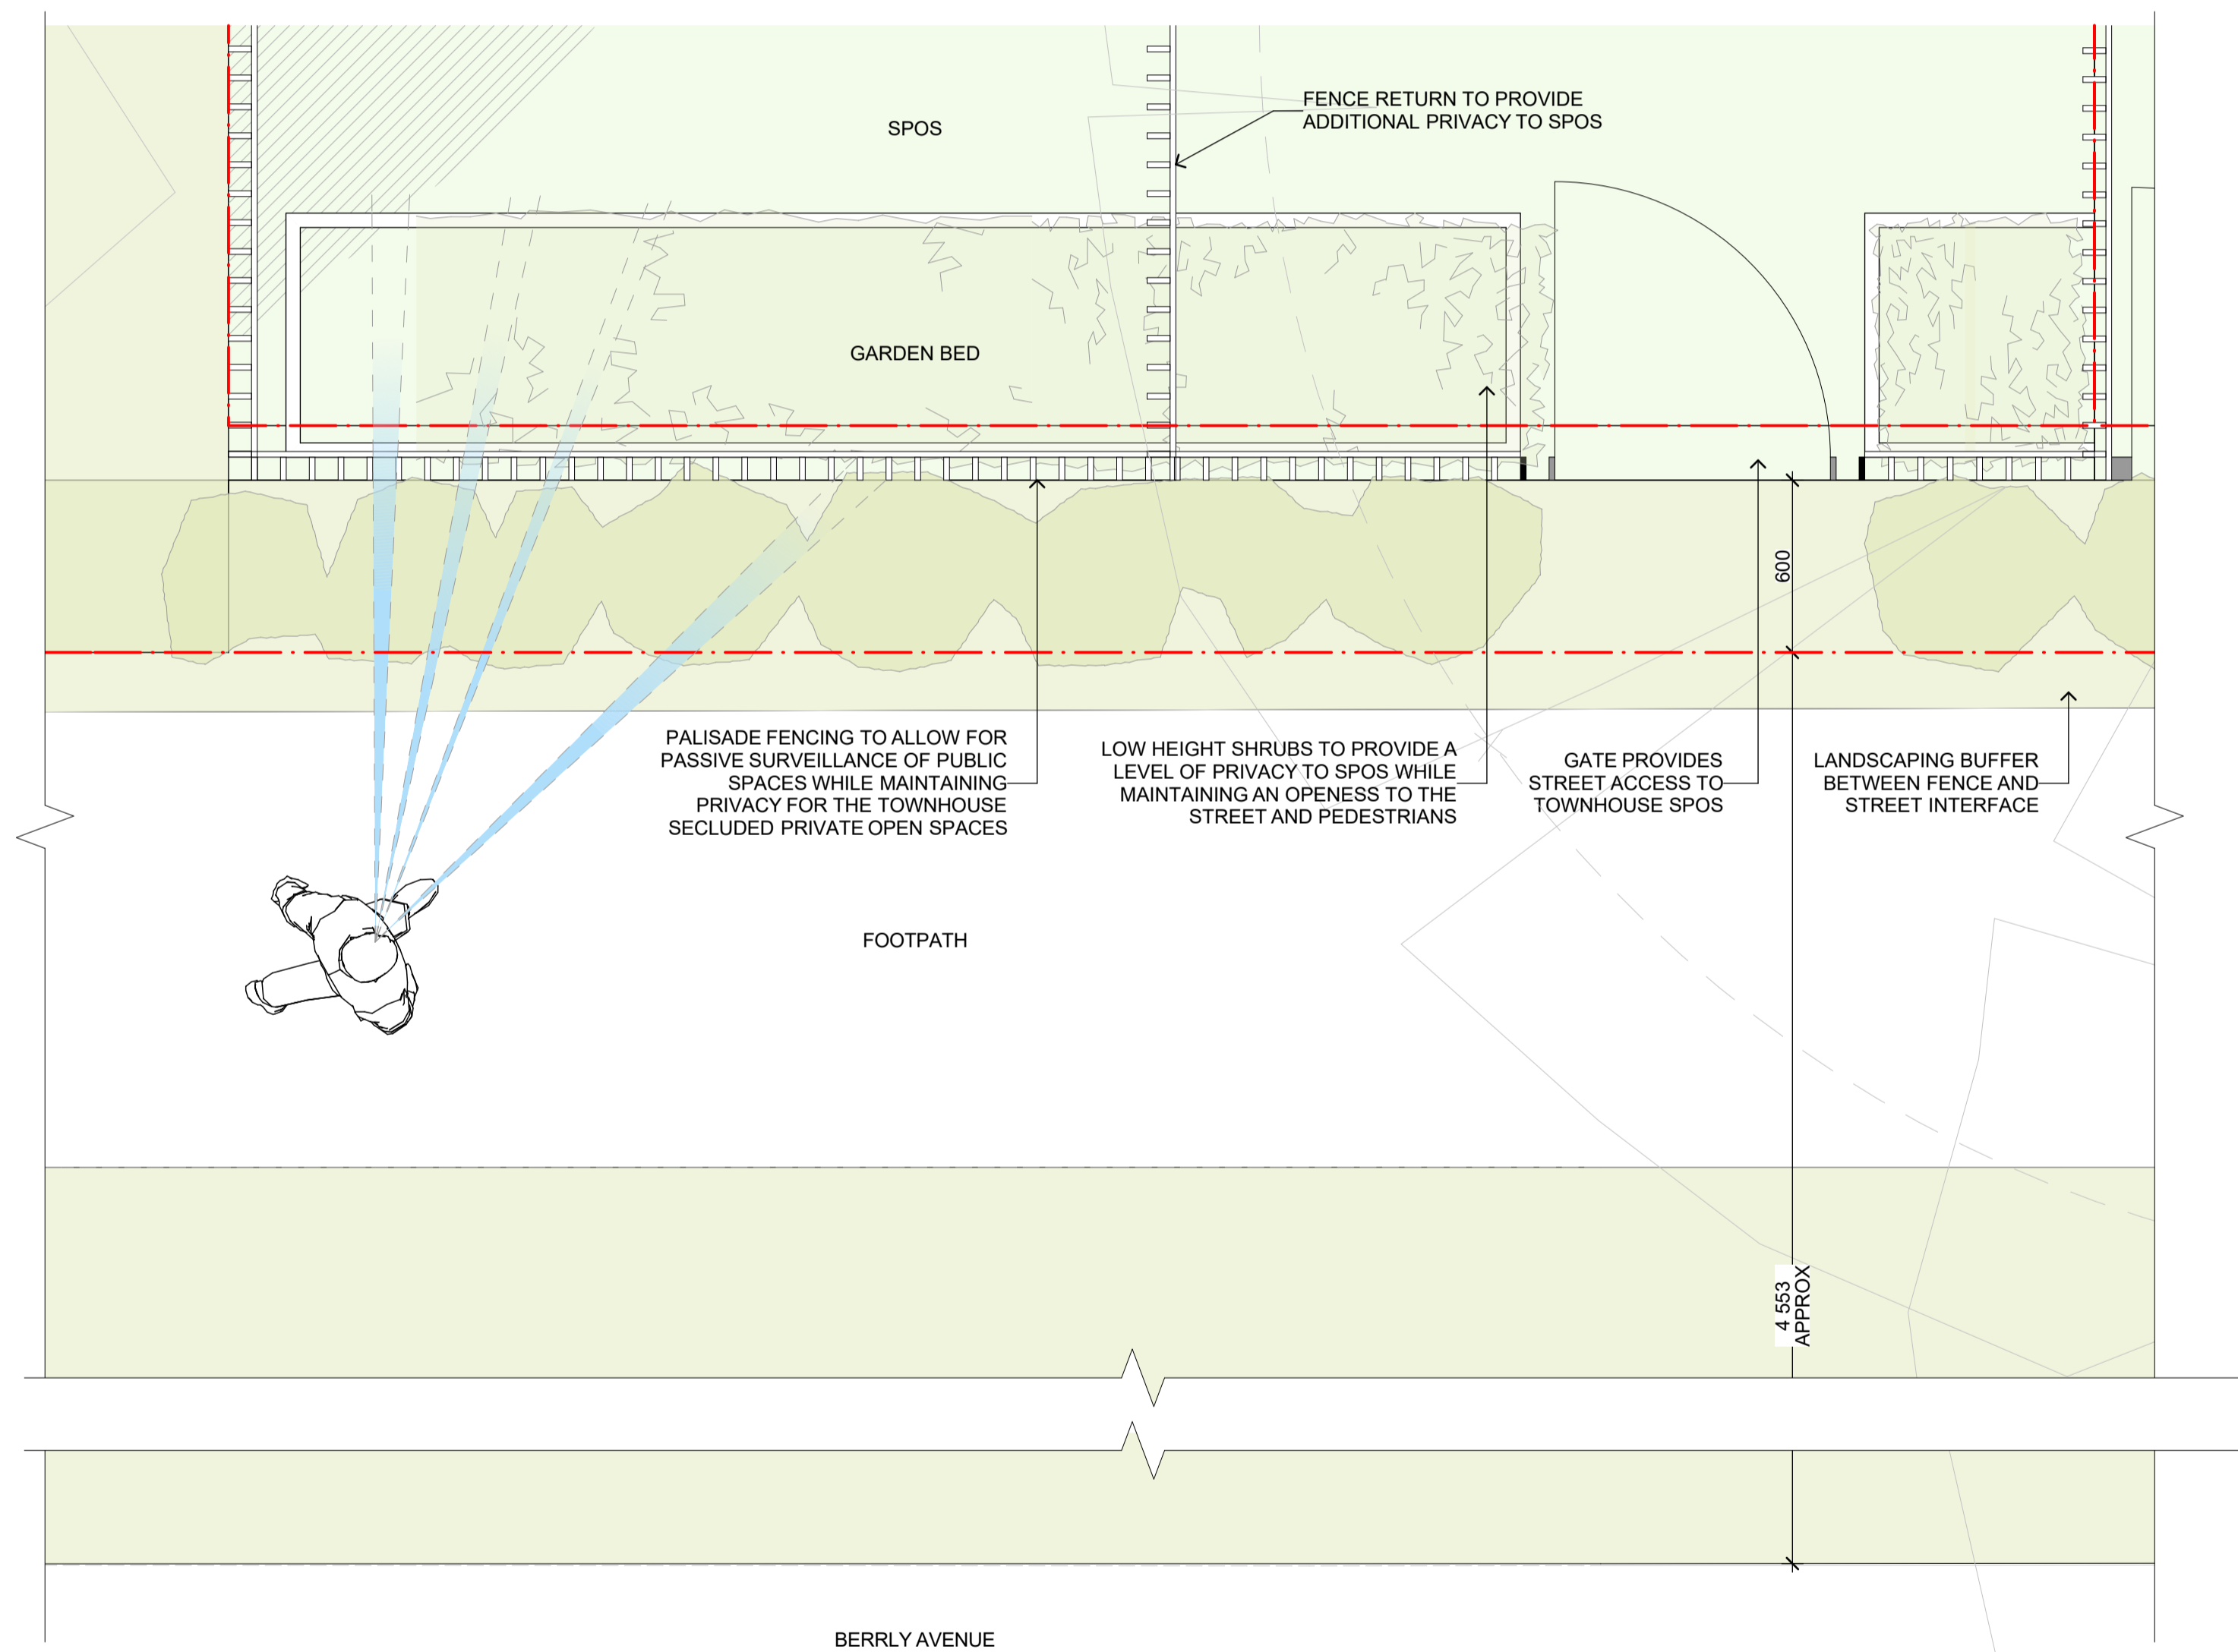 FENCE RETURN TO PROVIDE
ADDITIONAL PRIVACY TO SPOS
SPOS
GARDEN BED
600
PALISADE FENCING TO ALLOW FOR
PASSIVE SURVEILLANCE OF PUBLIC
SPACES WHILE MAINTAINING
PRIVACY FOR THE TOWNHOUSE
SECLUDED PRIVATE OPEN SPACES
LOW HEIGHT SHRUBS TO PROVIDE A
LEVEL OF PRIVACY TO SPOS WHILE
MAINTAINING AN OPENESS TO THE
STREET AND PEDESTRIANS
GATE PROVIDES
STREET ACCESS TO
TOWNHOUSE SPOS
LANDSCAPING BUFFER
BETWEEN FENCE AND
STREET INTERFACE
FOOTPATH
4 553
APPROX
BERRLY AVENUE